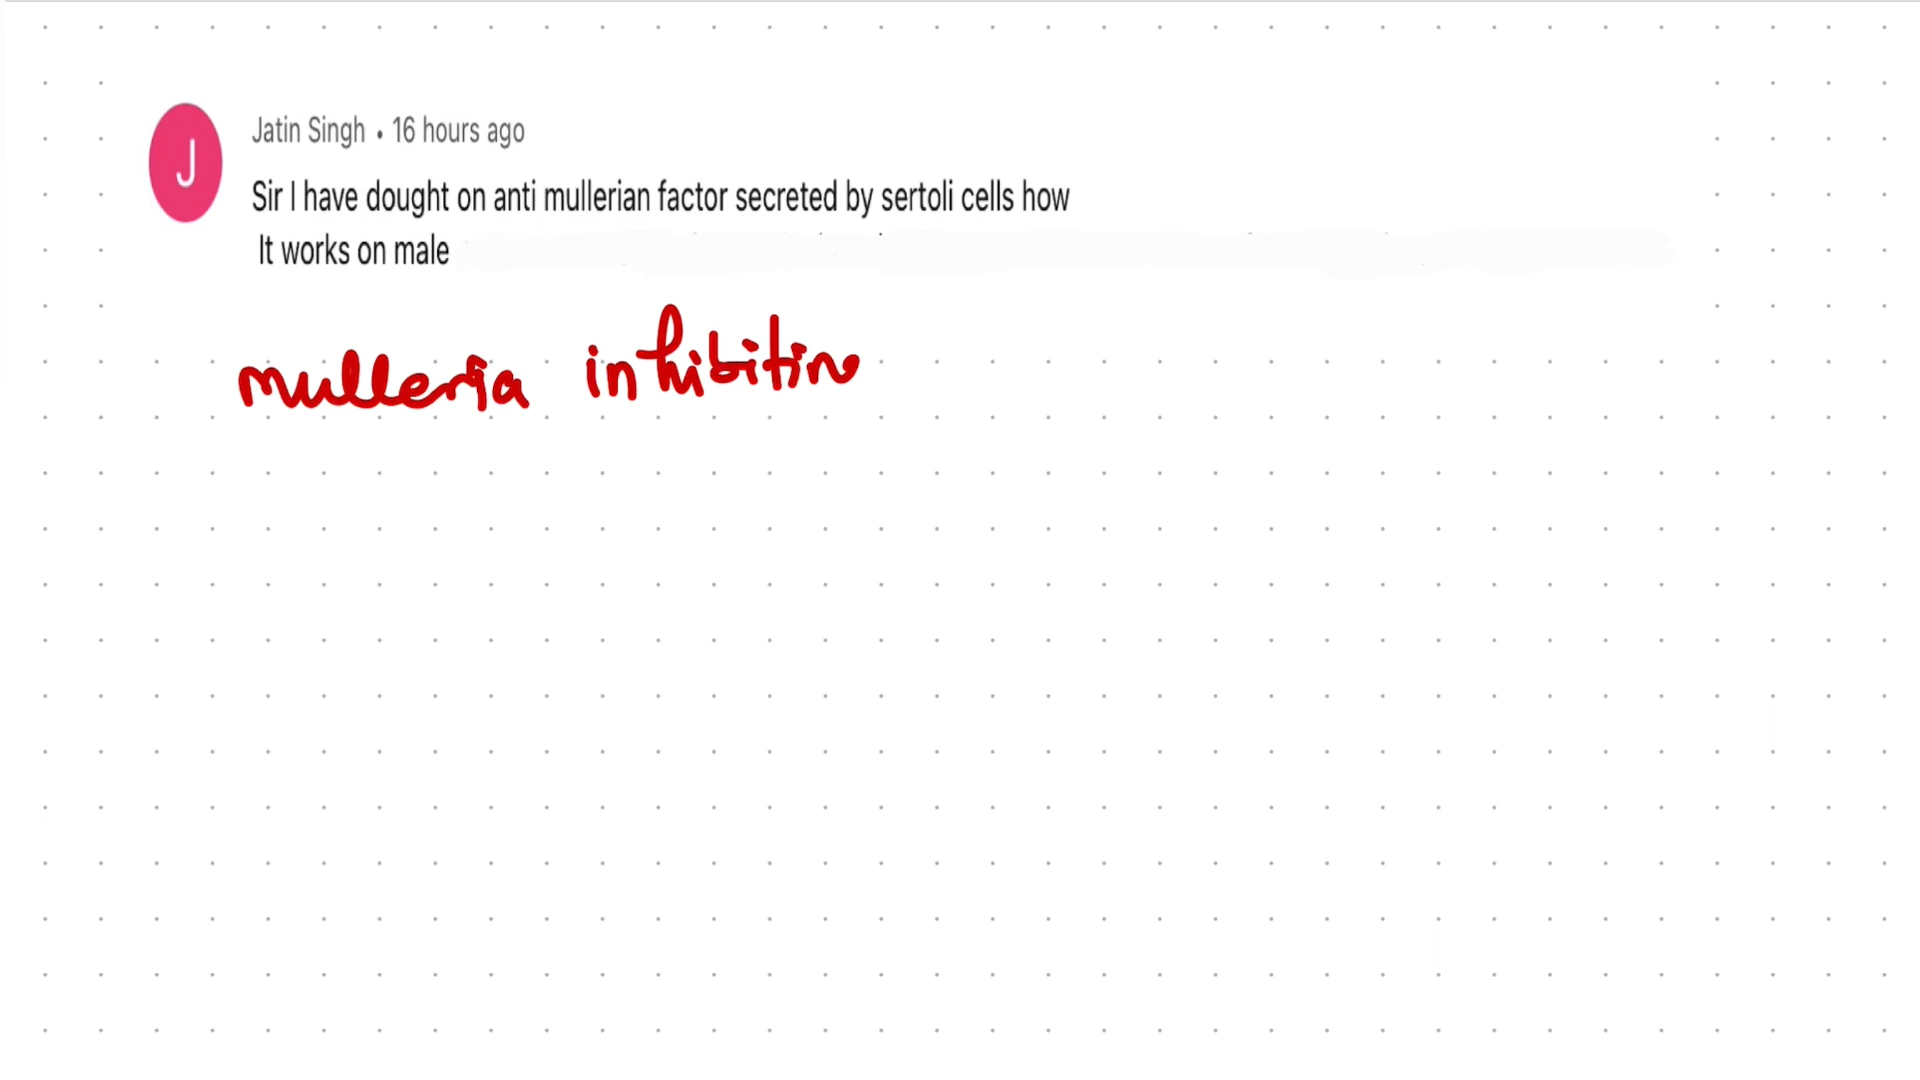 J
Jatin Singh • 16 hours ago
Sir I have dought on anti mullerian factor secreted by sertoli cells how
It works on male
mulleria inhibitine